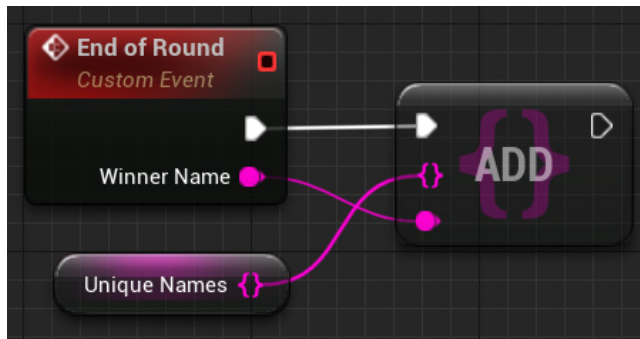 End of Round
Custom Event
Winner Name
Unique Names
{ADD}